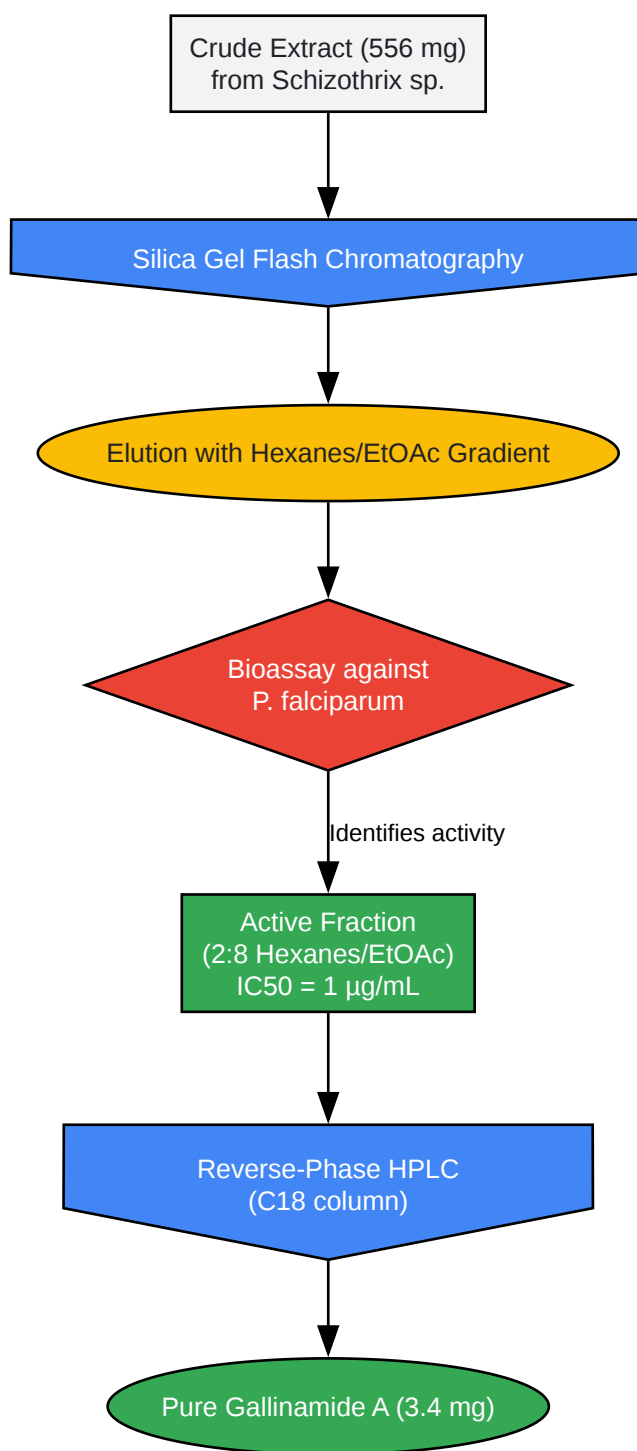 Crude Extract (556 mg)
from Schizothrix sp.
Silica Gel Flash Chromatography
Elution with Hexanes/EtOAc Gradient
Bioassay against
P. falciparum
Identifies activity
Active Fraction
(2:8 Hexanes/EtOAc)
IC50 = 1 µg/mL
Reverse-Phase HPLC
(C18 column)
Pure Gallinamide A (3.4 mg)